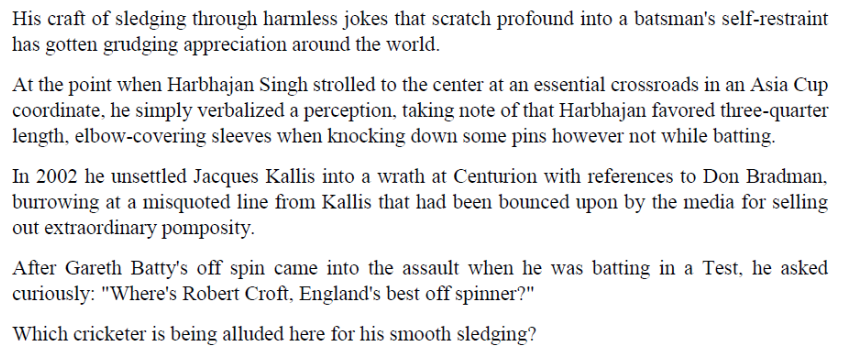 His craft of sledging through harmless jokes that scratch profound into a batsman's self-restraint
has gotten grudging appreciation around the world.
At the point when Harbhajan Singh strolled to the center at an essential crossroads in an Asia Cup
coordinate, he simply verbalized a perception, taking note of that Harbhajan favored three-quarter
length, elbow-covering sleeves when knocking down some pins however not while batting.
In 2002 he unsettled Jacques Kallis into a wrath at Centurion with references to Don Bradman,
burrowing at a misquoted line from Kallis that had been bounced upon by the media for selling
out extraordinary pomposity.
After Gareth Batty's off spin came into the assault when he was batting in a Test, he asked
curiously: "Where's Robert Croft, England's best off spinner?"
Which cricketer is being alluded here for his smooth sledging?